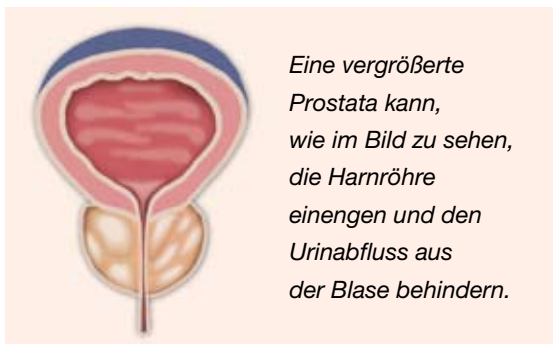 Eine vergrößerte
Prostata kann,
wie im Bild zu sehen,
die Harnröhre
einengen und den
Urinabfluss aus
der Blase behindern.